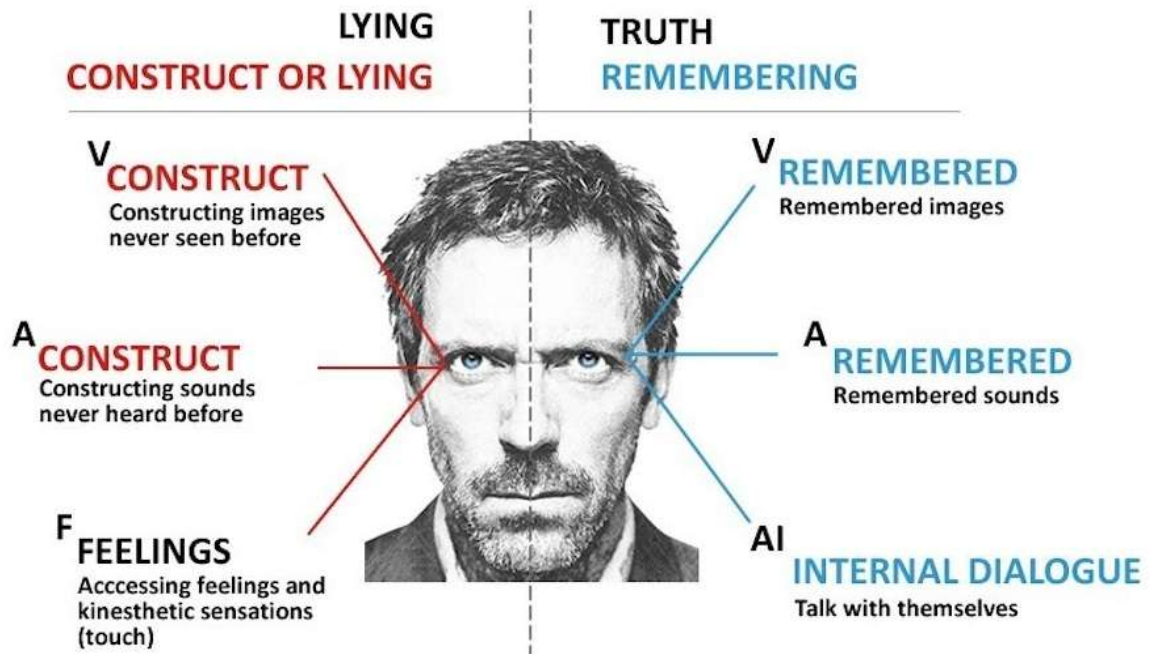 LYING
CONSTRUCT OR LYING
TRUTH
REMEMBERING
V
CONSTRUCT
Constructing images
never seen before
V
REMEMBERED
Remembered images
A
CONSTRUCT
Constructing sounds
never heard before
A
REMEMBERED
Remembered sounds
F
FEELINGS
Acccessing feelings and
kinesthetic sensations
(touch)
AI
INTERNAL DIALOGUE
Talk with themselves